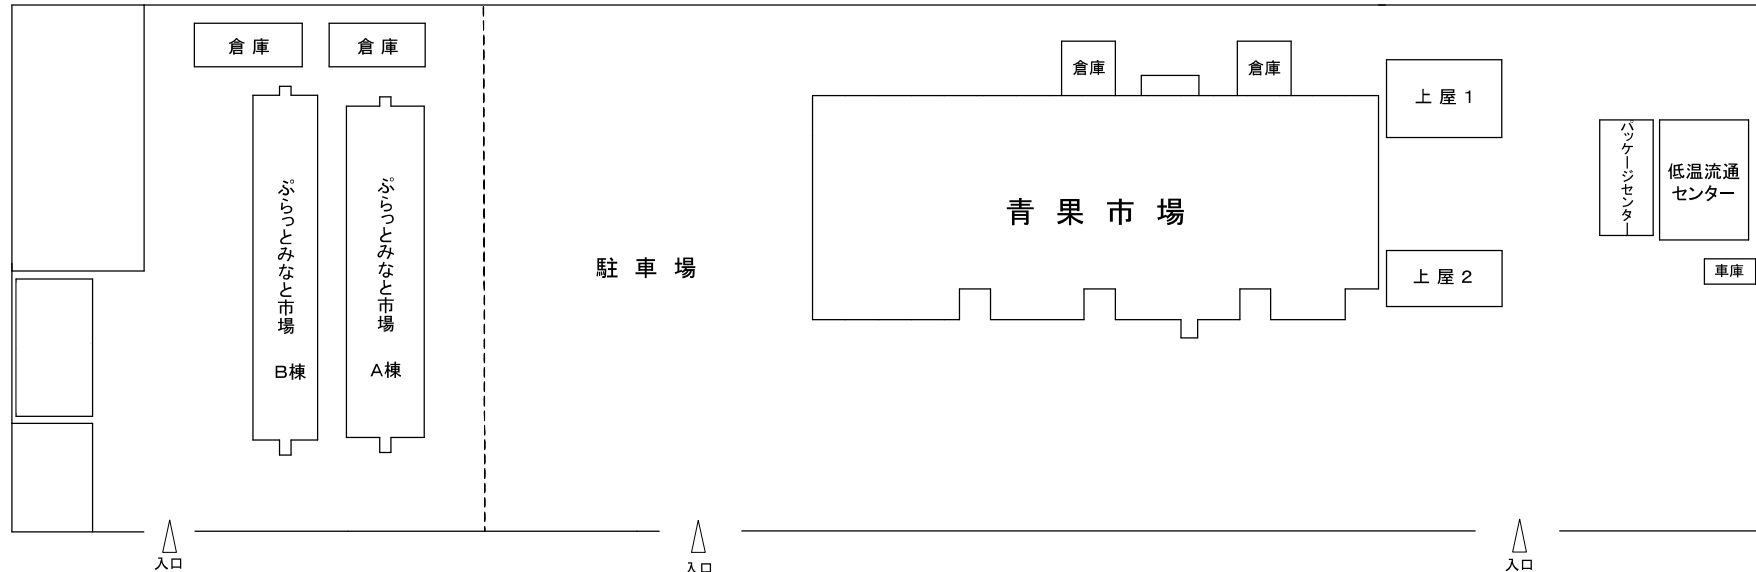 倉庫
倉庫
倉庫
倉庫
上屋1
パッケージセンター
低温流通
センター
ぷらっとみなと市場
B棟
ぷらっとみなと市場
A棟
青果市場
駐車場
上屋2
車庫
入口
入口
入口